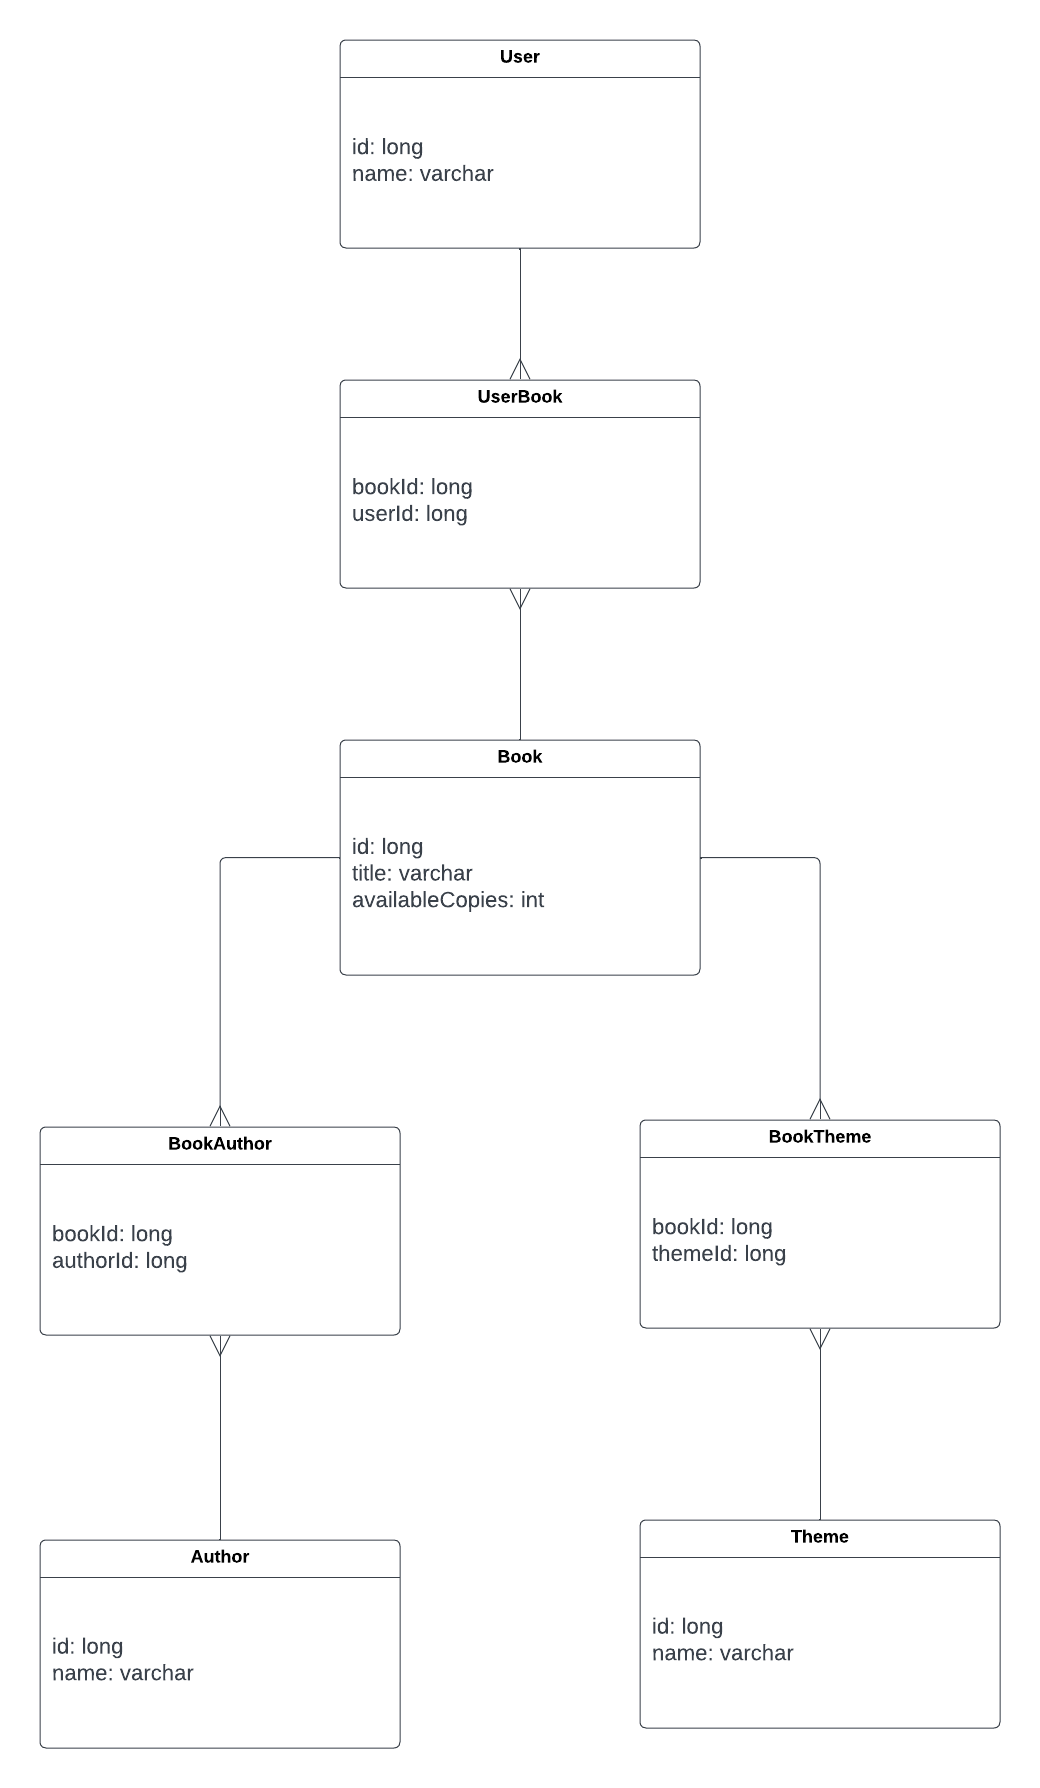 User
id: long
name: varchar
UserBook
bookId: long
userId: long
Book
id: long
title: varchar
availableCopies: int
BookAuthor
bookId: long
authorId: long
BookTheme
bookId: long
themeId: long
Author
id: long
name: varchar
Theme
id: long
name: varchar